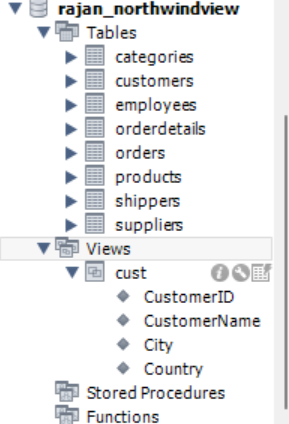 rajan_northwindview
Tables
categories
customers
employees
orderdetails
orders
products
shippers
suppliers
Views
cust
CustomerID
CustomerName
City
Country
Stored Procedures
Functions